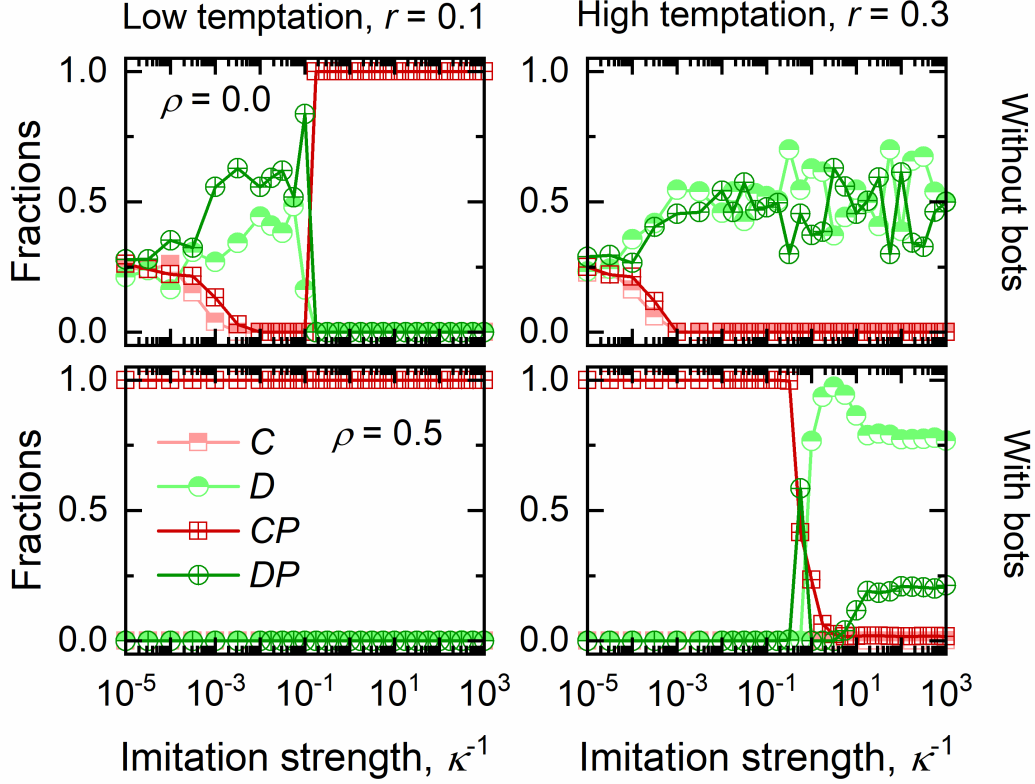 Low temptation, r = 0.1
High temptation, r = 0.3
1.0
0.5
0.0
Fractions
ρ = 0.0
Without bots
1.0
0.5
0.0
Fractions
ρ = 0.5
C
D
CP
DP
With bots
10⁻⁵ 10⁻³ 10⁻¹ 10¹ 10³
10⁻⁵ 10⁻³ 10⁻¹ 10¹ 10³
Imitation strength, κ⁻¹
Imitation strength, κ⁻¹